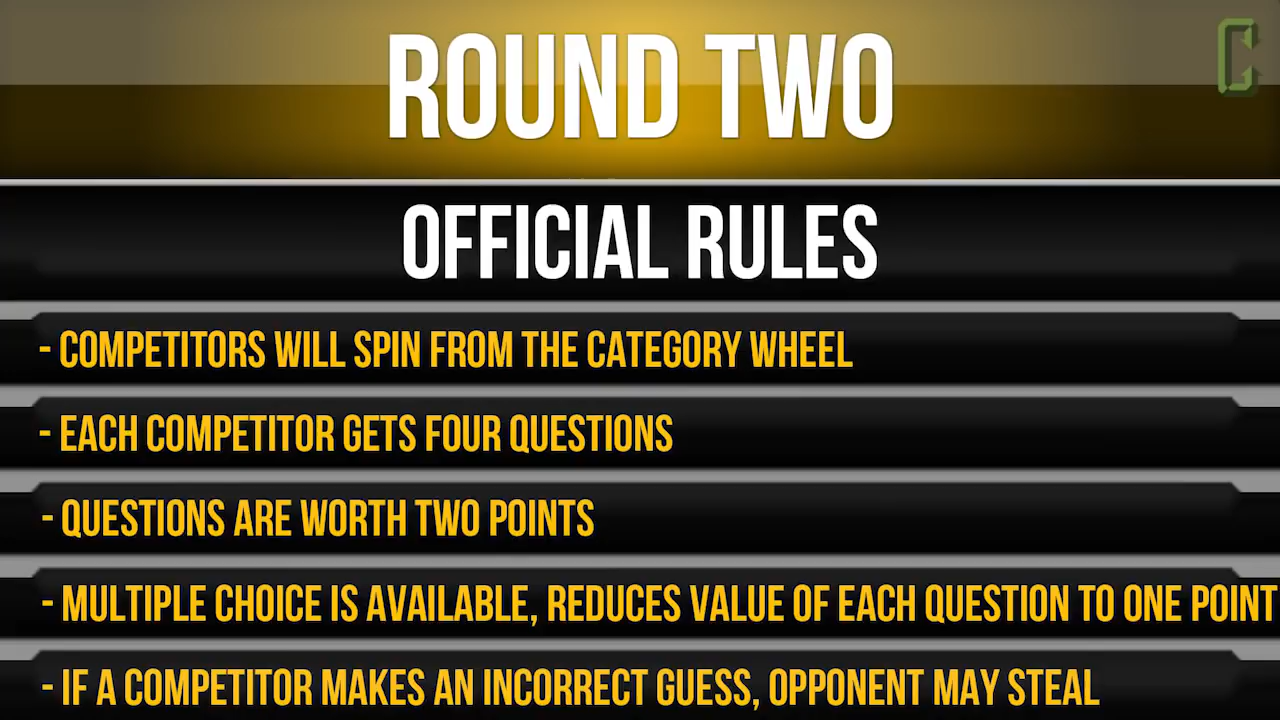 ROUND TWO
OFFICIAL RULES
- COMPETITORS WILL SPIN FROM THE CATEGORY WHEEL
- EACH COMPETITOR GETS FOUR QUESTIONS
- QUESTIONS ARE WORTH TWO POINTS
- MULTIPLE CHOICE IS AVAILABLE, REDUCES VALUE OF EACH QUESTION TO ONE POINT
- IF A COMPETITOR MAKES AN INCORRECT GUESS, OPPONENT MAY STEAL